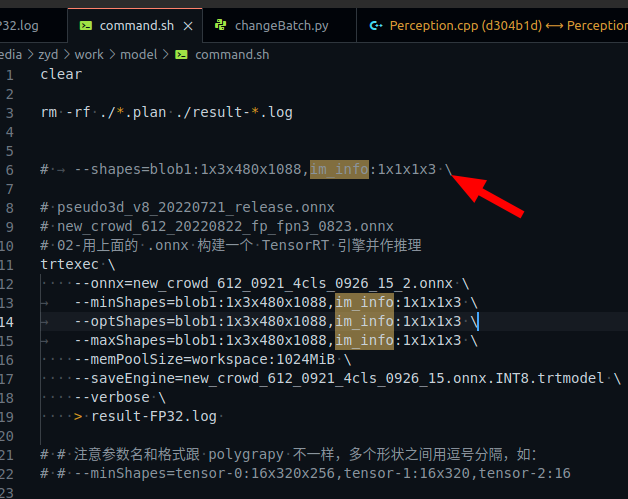 P32.log command.sh × changeBatch.py Perception.cpp (d304b1d) ↔ Perception
edia > zyd > work > model > command.sh
1 clear
2
3 rm -rf ./*.plan ./result-*.log
4
5
6 # → --shapes=blob1:1x3x480x1088,im_info:1x1x1x3 \
7
8 # pseudo3d_v8_20220721_release.onnx
9 # new_crowd_612_20220822_fp_fpn3_0823.onnx
10 # 02-用上面的 .onnx 构建一个 TensorRT 引擎并作推理
11 trtexec \
12 ····--onnx=new_crowd_612_0921_4cls_0926_15_2.onnx \
13 → --minShapes=blob1:1x3x480x1088,im_info:1x1x1x3 \
14 → --optShapes=blob1:1x3x480x1088,im_info:1x1x1x3 \
15 → --maxShapes=blob1:1x3x480x1088,im_info:1x1x1x3 \
16 ····--memPoolSize=workspace:1024MiB \
17 ····--saveEngine=new_crowd_612_0921_4cls_0926_15.onnx.INT8.trtmodel \
18 ····--verbose \
19 ····> result-FP32.log
20
21 # # 注意参数名和格式跟 polygrapy 不一样，多个形状之间用逗号分隔，如：
22 # # --minShapes=tensor-0:16x320x256,tensor-1:16x320,tensor-2:16
23